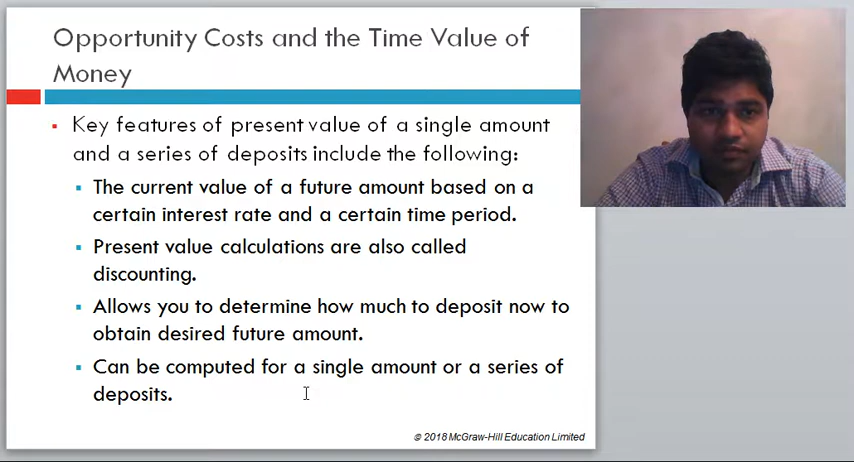 Opportunity Costs and the Time Value of
Money
Key features of present value of a single amount
and a series of deposits include the following:
The current value of a future amount based on a
certain interest rate and a certain time period.
Present value calculations are also called
discounting.
Allows you to determine how much to deposit now to
obtain desired future amount.
Can be computed for a single amount or a series of
deposits.
© 2018 McGraw-Hill Education Limited